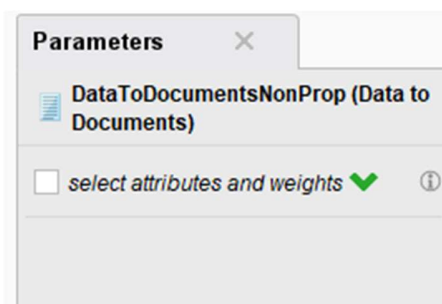 Parameters
DataToDocumentsNonProp (Data to
Documents)
select attributes and weights